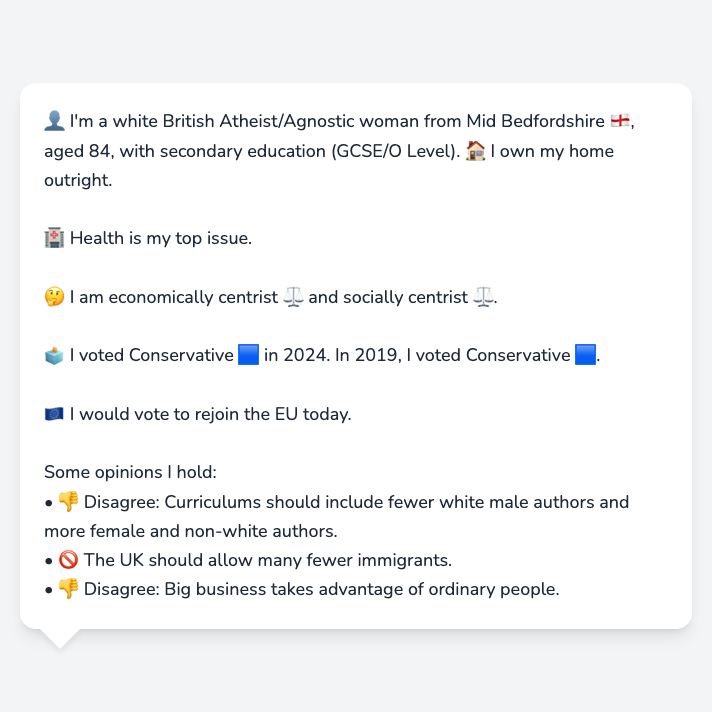 👤 I'm a white British Atheist/Agnostic woman from Mid Bedfordshire 🏴󠁧󠁢󠁥󠁮󠁧󠁿,
aged 84, with secondary education (GCSE/O Level). 🏠 I own my home
outright.
🏥 Health is my top issue.
🤔 I am economically centrist ⚖️ and socially centrist ⚖️.
🗳️ I voted Conservative 🟦 in 2024. In 2019, I voted Conservative 🟦.
🇪🇺 I would vote to rejoin the EU today.
Some opinions I hold:
• 👎 Disagree: Curriculums should include fewer white male authors and
more female and non-white authors.
• 🚫 The UK should allow many fewer immigrants.
• 👎 Disagree: Big business takes advantage of ordinary people.